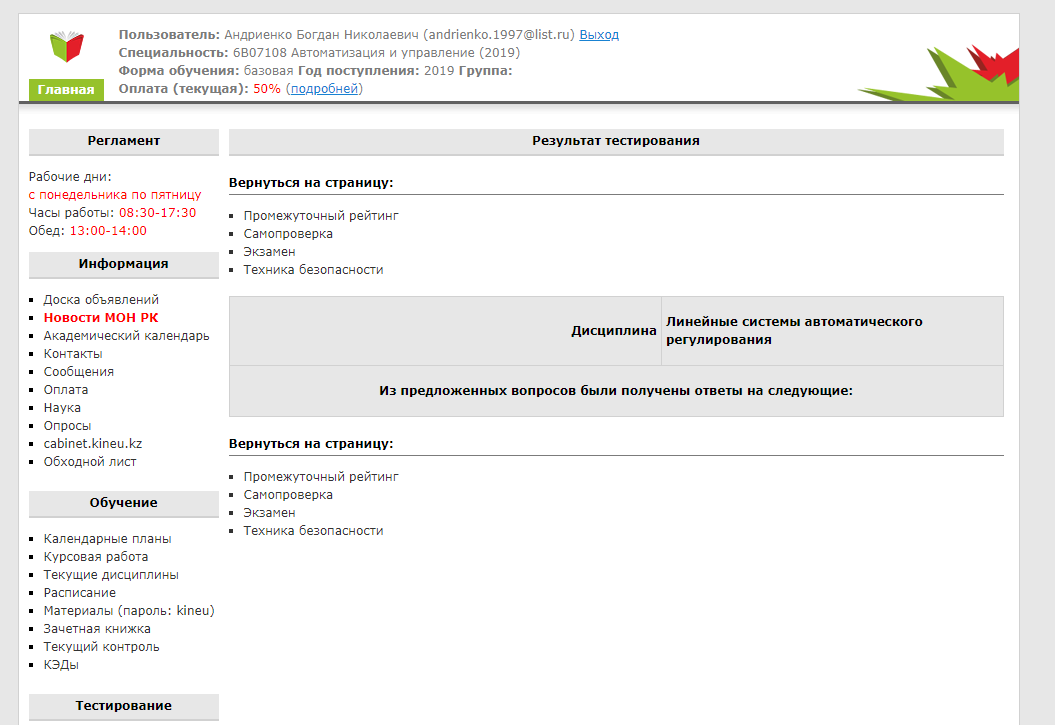 Пользователь: Андриенко Богдан Николаевич (andrienko.1997@list.ru) Выход
Специальность: 6В07108 Автоматизация и управление (2019)
Форма обучения: базовая Год поступления: 2019 Группа:
Оплата (текущая): 50% (подробней)
Главная
Регламент
Рабочие дни:
с понедельника по пятницу
Часы работы: 08:30-17:30
Обед: 13:00-14:00
Информация
Доска объявлений
Новости МОН РК
Академический календарь
Контакты
Сообщения
Оплата
Наука
Опросы
cabinet.kineu.kz
Обходной лист
Обучение
Календарные планы
Курсовая работа
Текущие дисциплины
Расписание
Материалы (пароль: kineu)
Зачетная книжка
Текущий контроль
КЭДы
Тестирование
Результат тестирования
Вернуться на страницу:
Промежуточный рейтинг
Самопроверка
Экзамен
Техника безопасности
Дисциплина
Линейные системы автоматического
регулирования
Из предложенных вопросов были получены ответы на следующие:
Вернуться на страницу:
Промежуточный рейтинг
Самопроверка
Экзамен
Техника безопасности